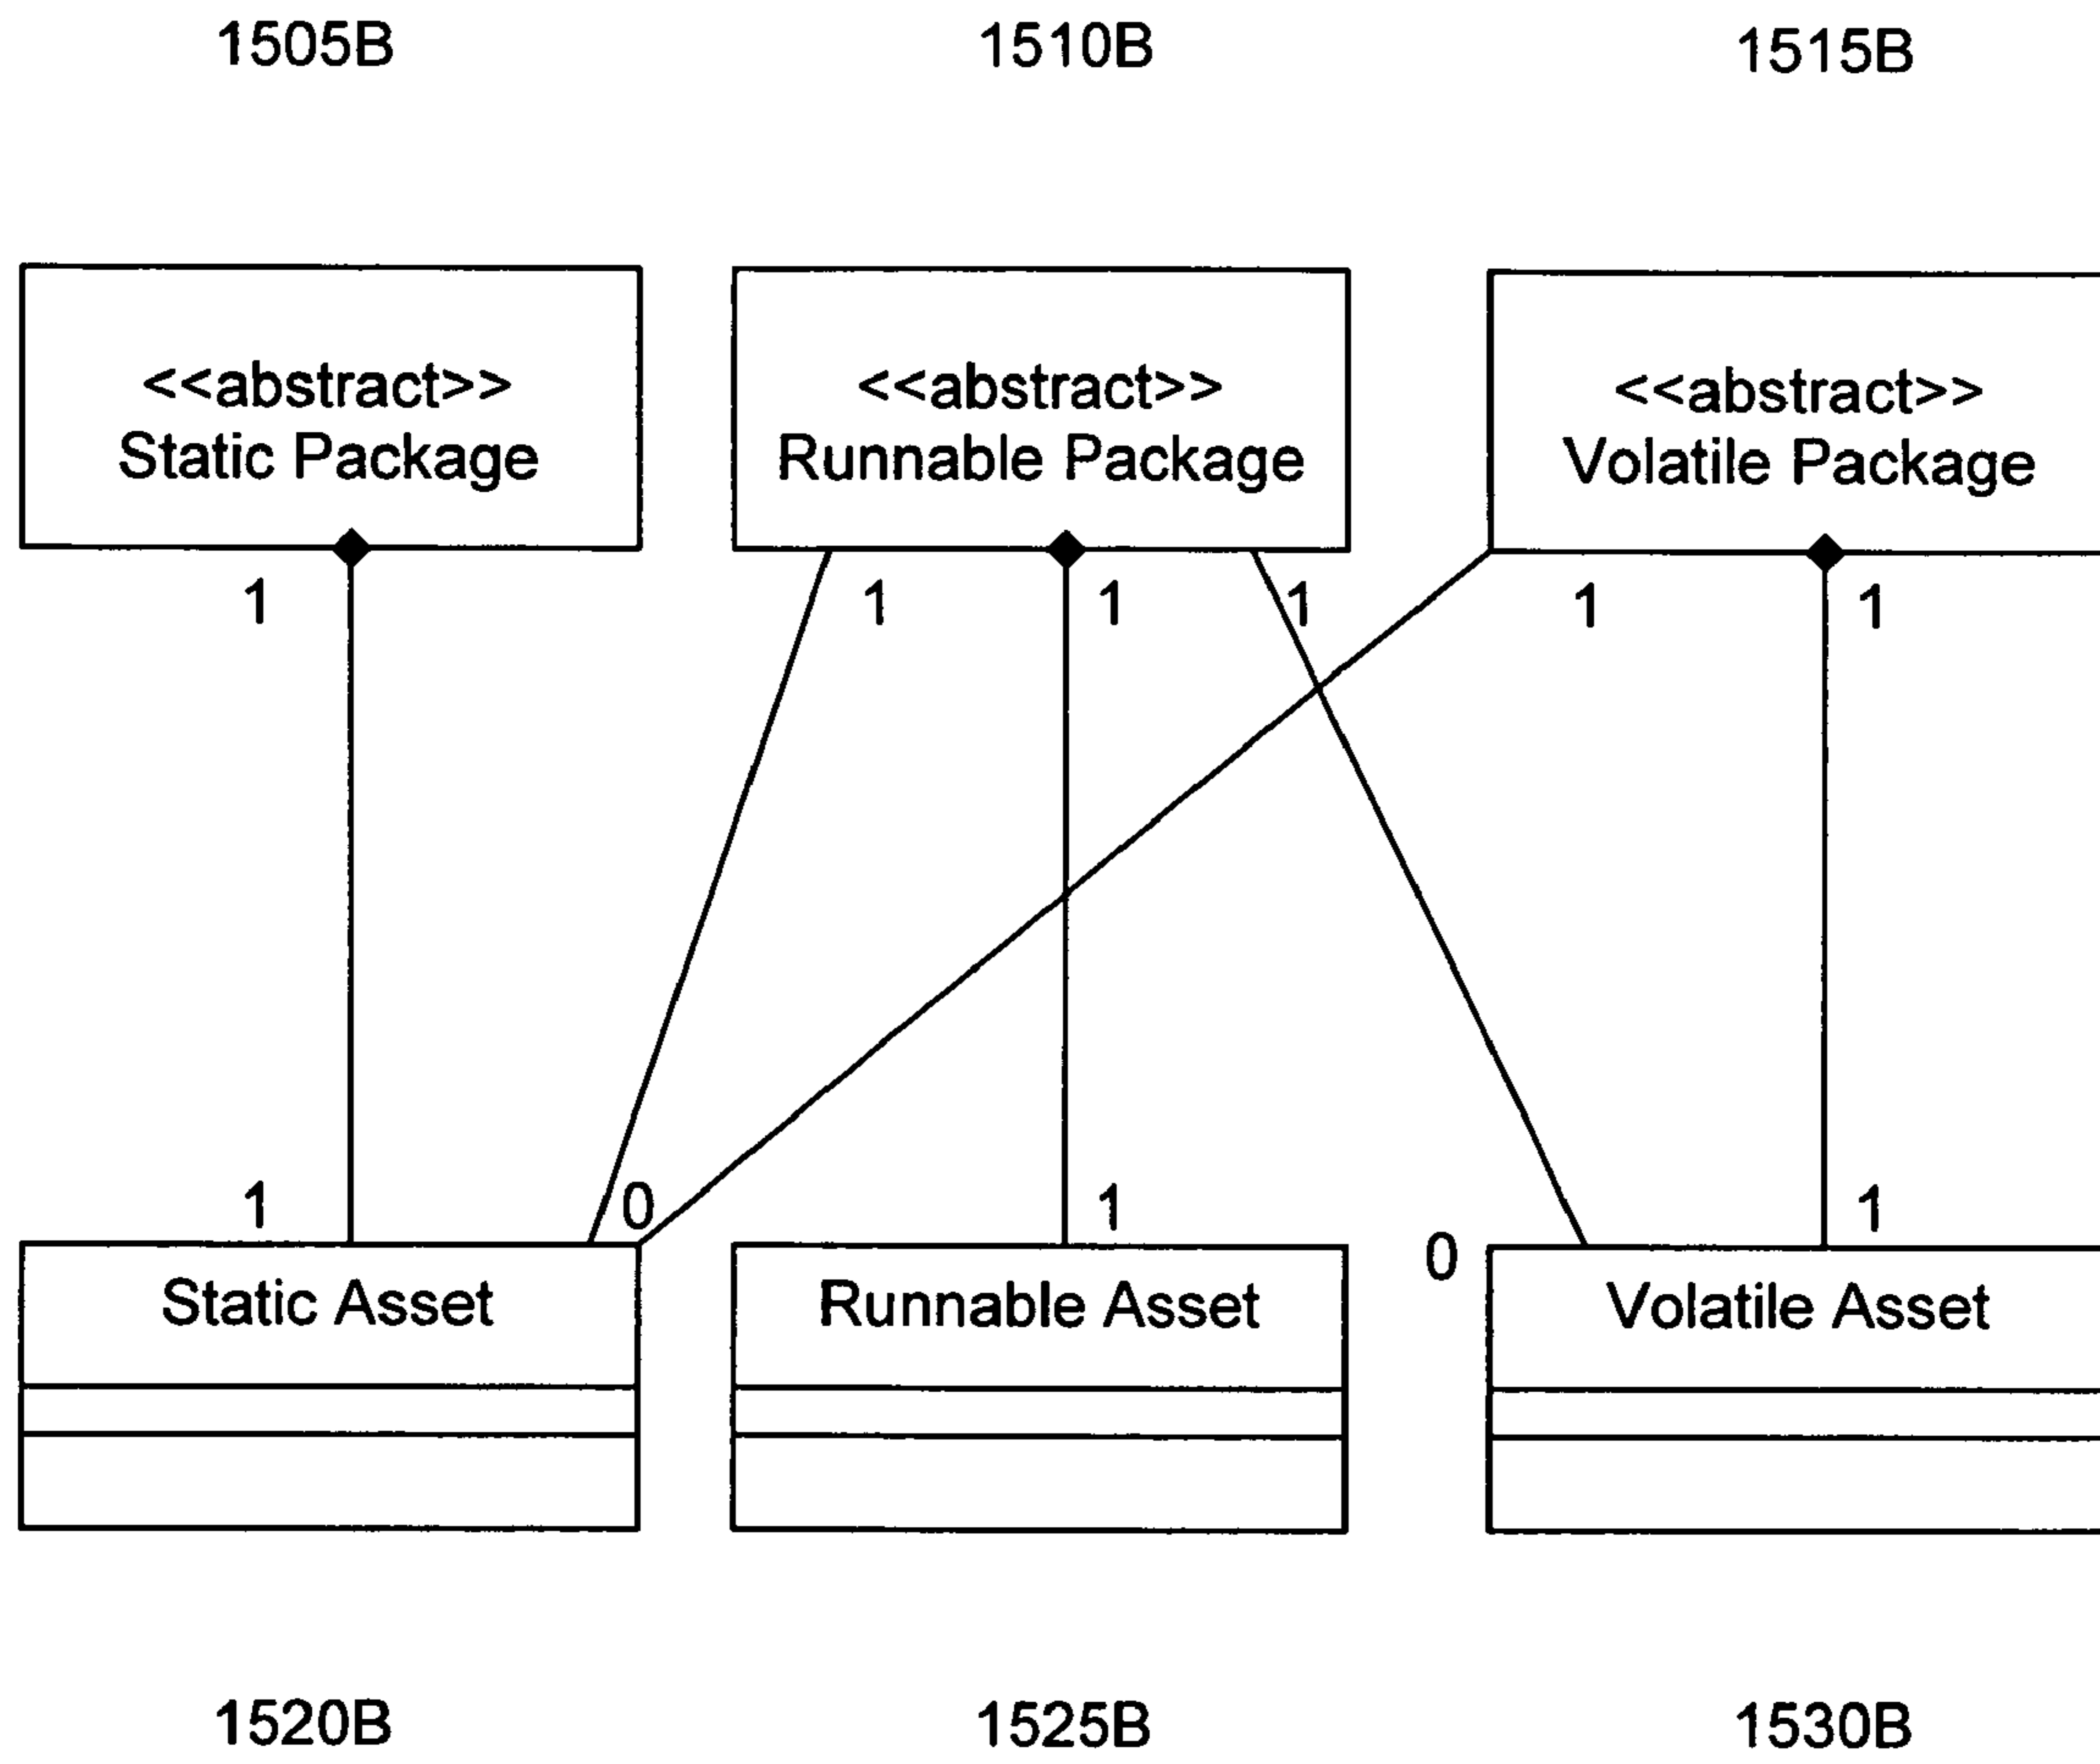 1505B 1510B 1515B
<<abstract>> <<abstract>> <<abstract>>
Static Package Runnable Package Volatile Package
1 1 1 1 1 1
1 0 1 1
0
Static Asset Runnable Asset Volatile Asset
1520B 1525B 1530B